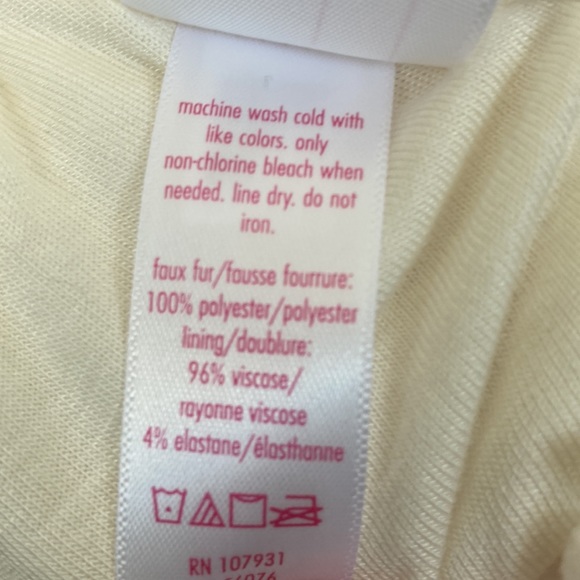 machine wash cold with
like colors. only
non-chlorine bleach when
needed. line dry. do not
iron.
faux fur/fausse fourrure:
100% polyester/polyester
lining/doublure:
96% viscose/
rayonne viscose
4% elastane/élasthanne
RN 107931